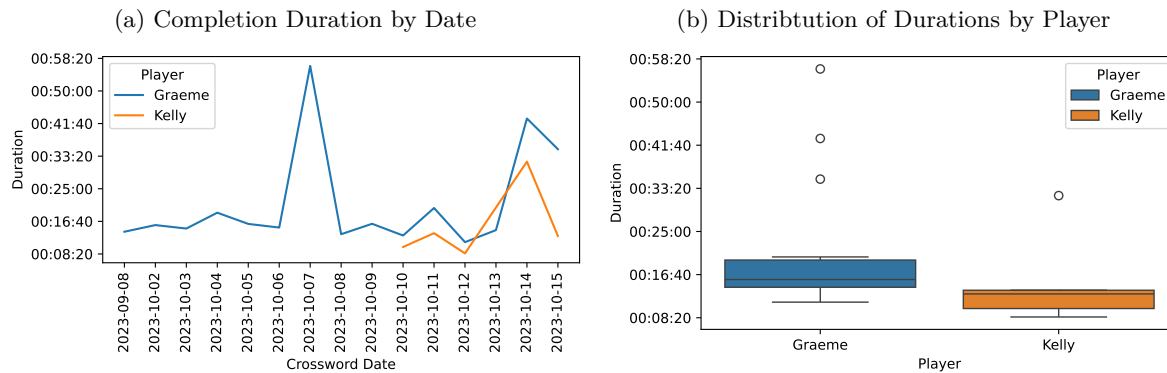 (a) Completion Duration by Date
00:58:20
00:50:00
00:41:40
00:33:20
00:25:00
00:16:40
00:08:20
Duration
Player
Graeme
Kelly
2023-09-08
2023-10-02
2023-10-03
2023-10-04
2023-10-05
2023-10-06
2023-10-07
2023-10-08
2023-10-09
2023-10-10
2023-10-11
2023-10-12
2023-10-13
2023-10-14
2023-10-15
Crossword Date
(b) Distribtution of Durations by Player
00:58:20
00:50:00
00:41:40
00:33:20
00:25:00
00:16:40
00:08:20
Duration
Player
Graeme
Kelly
Graeme
Kelly
Player